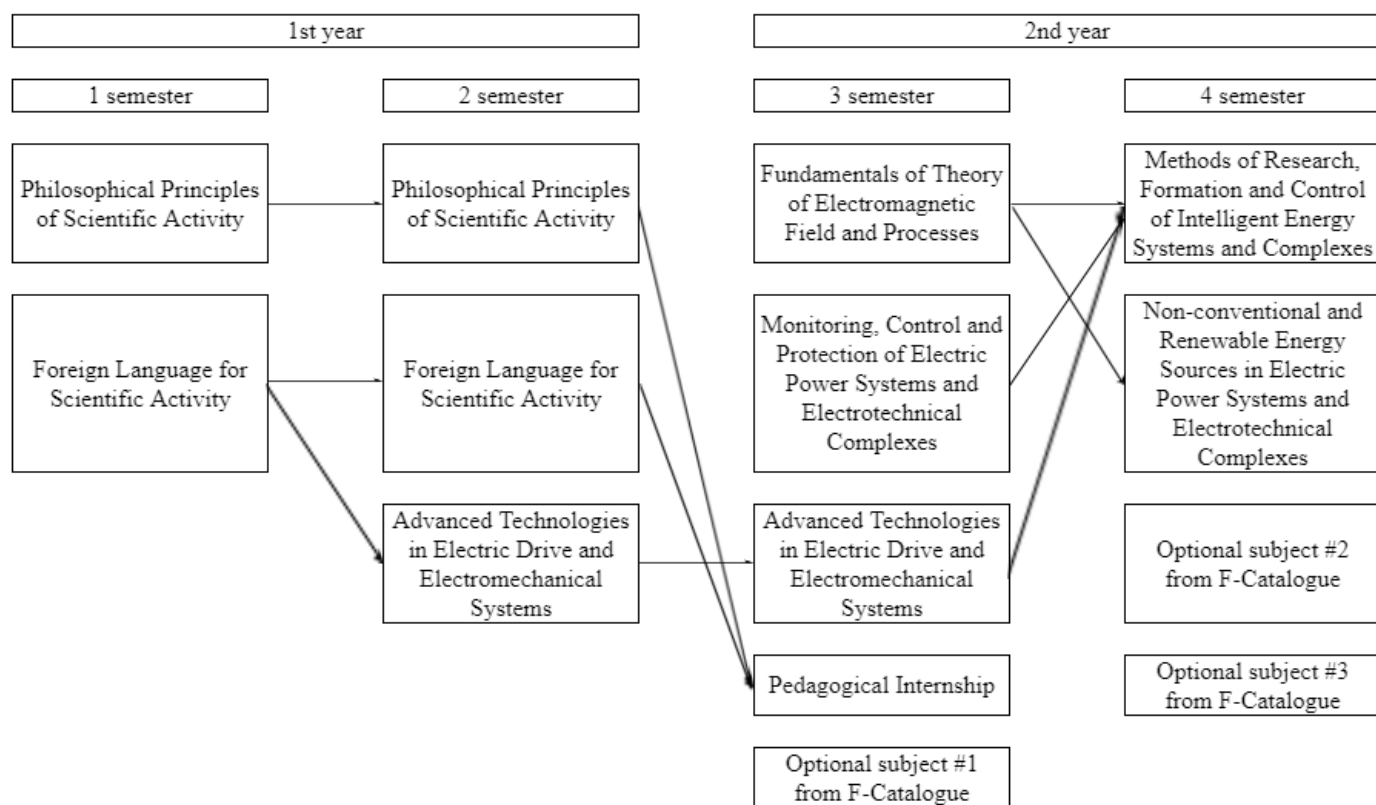 1st year
2nd year
1 semester
2 semester
3 semester
4 semester
Philosophical Principles
of Scientific Activity
Philosophical Principles
of Scientific Activity
Fundamentals of Theory
of Electromagnetic
Field and Processes
Methods of Research,
Formation and Control
of Intelligent Energy
Systems and Complexes
Foreign Language for
Scientific Activity
Foreign Language for
Scientific Activity
Monitoring, Control and
Protection of Electric
Power Systems and
Electrotechnical
Complexes
Non-conventional and
Renewable Energy
Sources in Electric
Power Systems and
Electrotechnical
Complexes
Advanced Technologies
in Electric Drive and
Electromechanical
Systems
Advanced Technologies
in Electric Drive and
Electromechanical
Systems
Optional subject #2
from F-Catalogue
Pedagogical Internship
Optional subject #3
from F-Catalogue
Optional subject #1
from F-Catalogue